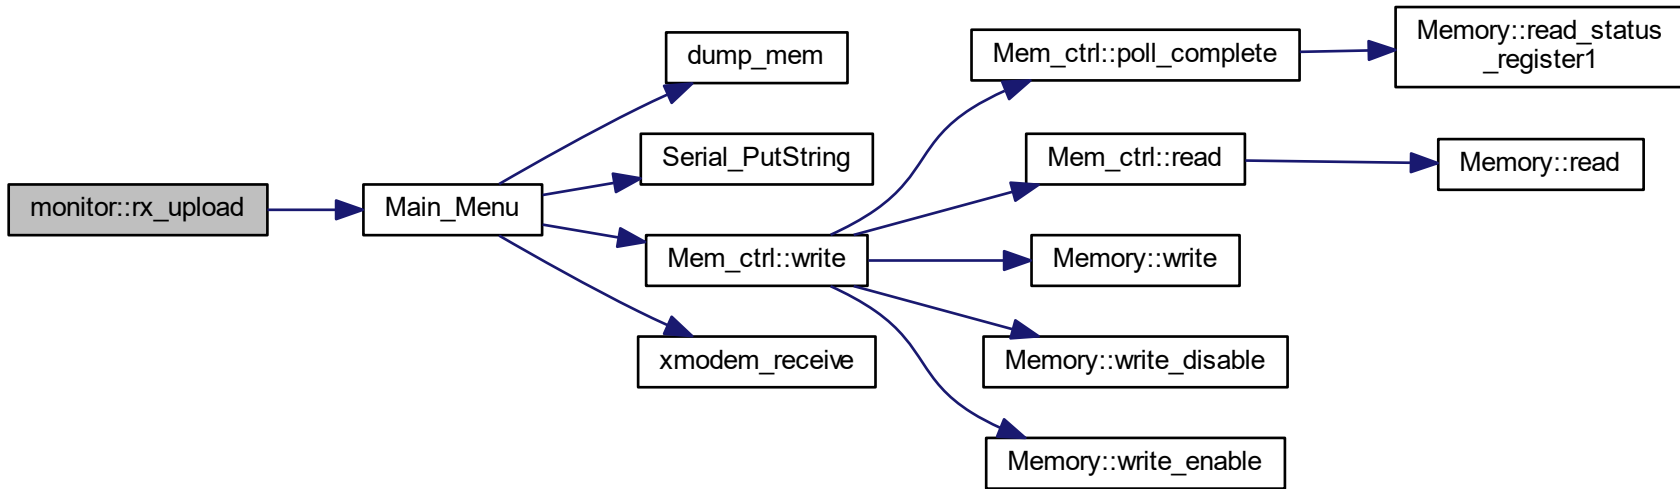 monitor::rx_upload
Main_Menu
dump_mem
Serial_PutString
Mem_ctrl::write
xmodem_receive
Mem_ctrl::poll_complete
Mem_ctrl::read
Memory::write
Memory::write_disable
Memory::write_enable
Memory::read_status
_register1
Memory::read